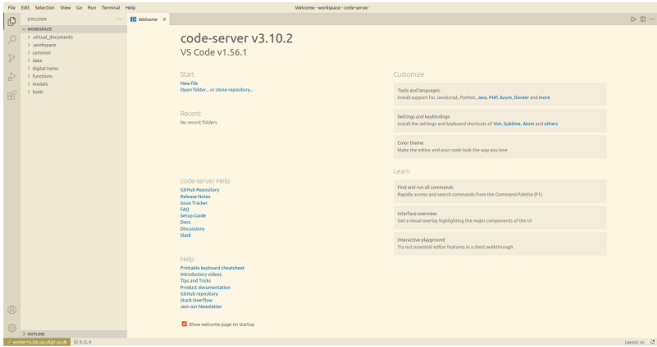 File Edit Selection View Go Run Terminal Help
Welcome - workspace - code-server
EXPLORER
Welcome
WORKSPACE
.virtual_documents
.workspace
common
data
digital twins
functions
models
tools
OUTLINE
code-server v3.10.2
VS Code v1.56.1
Start
New File
Open folder... or clone repository...
Recent
No recent folders
code-server Help
GitHub Repository
Release Notes
Issue Tracker
FAQ
Setup Guide
Docs
Discussions
Slack
Help
Printable keyboard cheatsheet
Introductory videos
Tips and Tricks
Product documentation
GitHub repository
Stack Overflow
Join our Newsletter
Show welcome page on startup
Customize
Tools and languages
Install support for JavaScript, Python, Java, PHP, Azure, Docker and more
Settings and keybindings
Install the settings and keyboard shortcuts of Vim, Sublime, Atom and others
Color theme
Make the editor and your code look the way you love
Learn
Find and run all commands
Rapidly access and search commands from the Command Palette (F1)
Interface overview
Get a visual overlay highlighting the major components of the UI
Interactive playground
Try out essential editor features in a short walkthrough
0 0
Layout: us